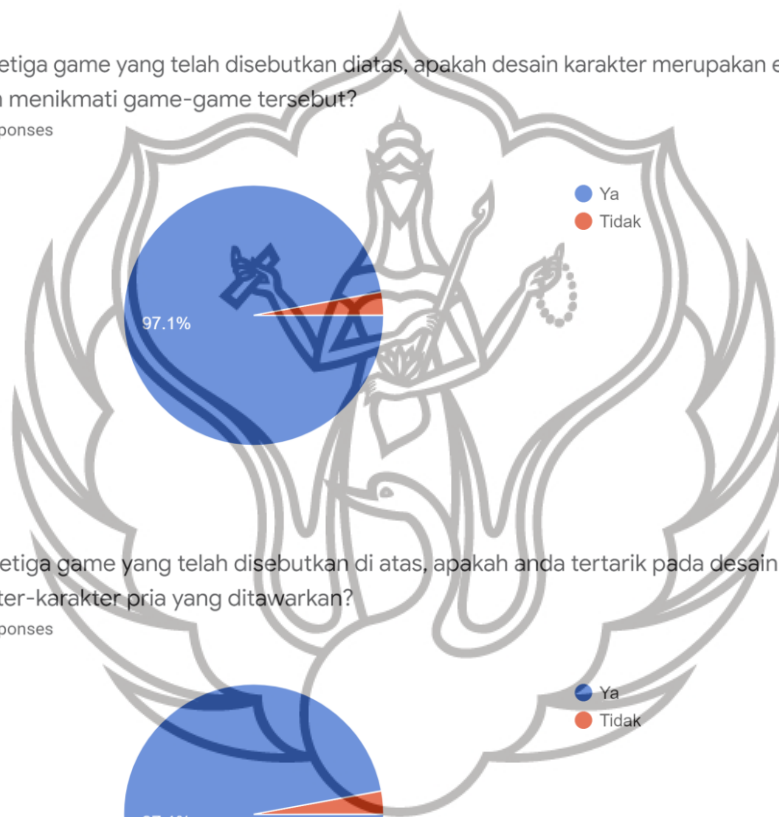 etiga game yang telah disebutkan diatas, apakah desain karakter merupakan
menikmati game-game tersebut?
ponses
Ya
Tidak
97.1%
etiga game yang telah disebutkan di atas, apakah anda tertarik pada desain
ter-karakter pria yang ditawarkan?
ponses
Ya
Tidak